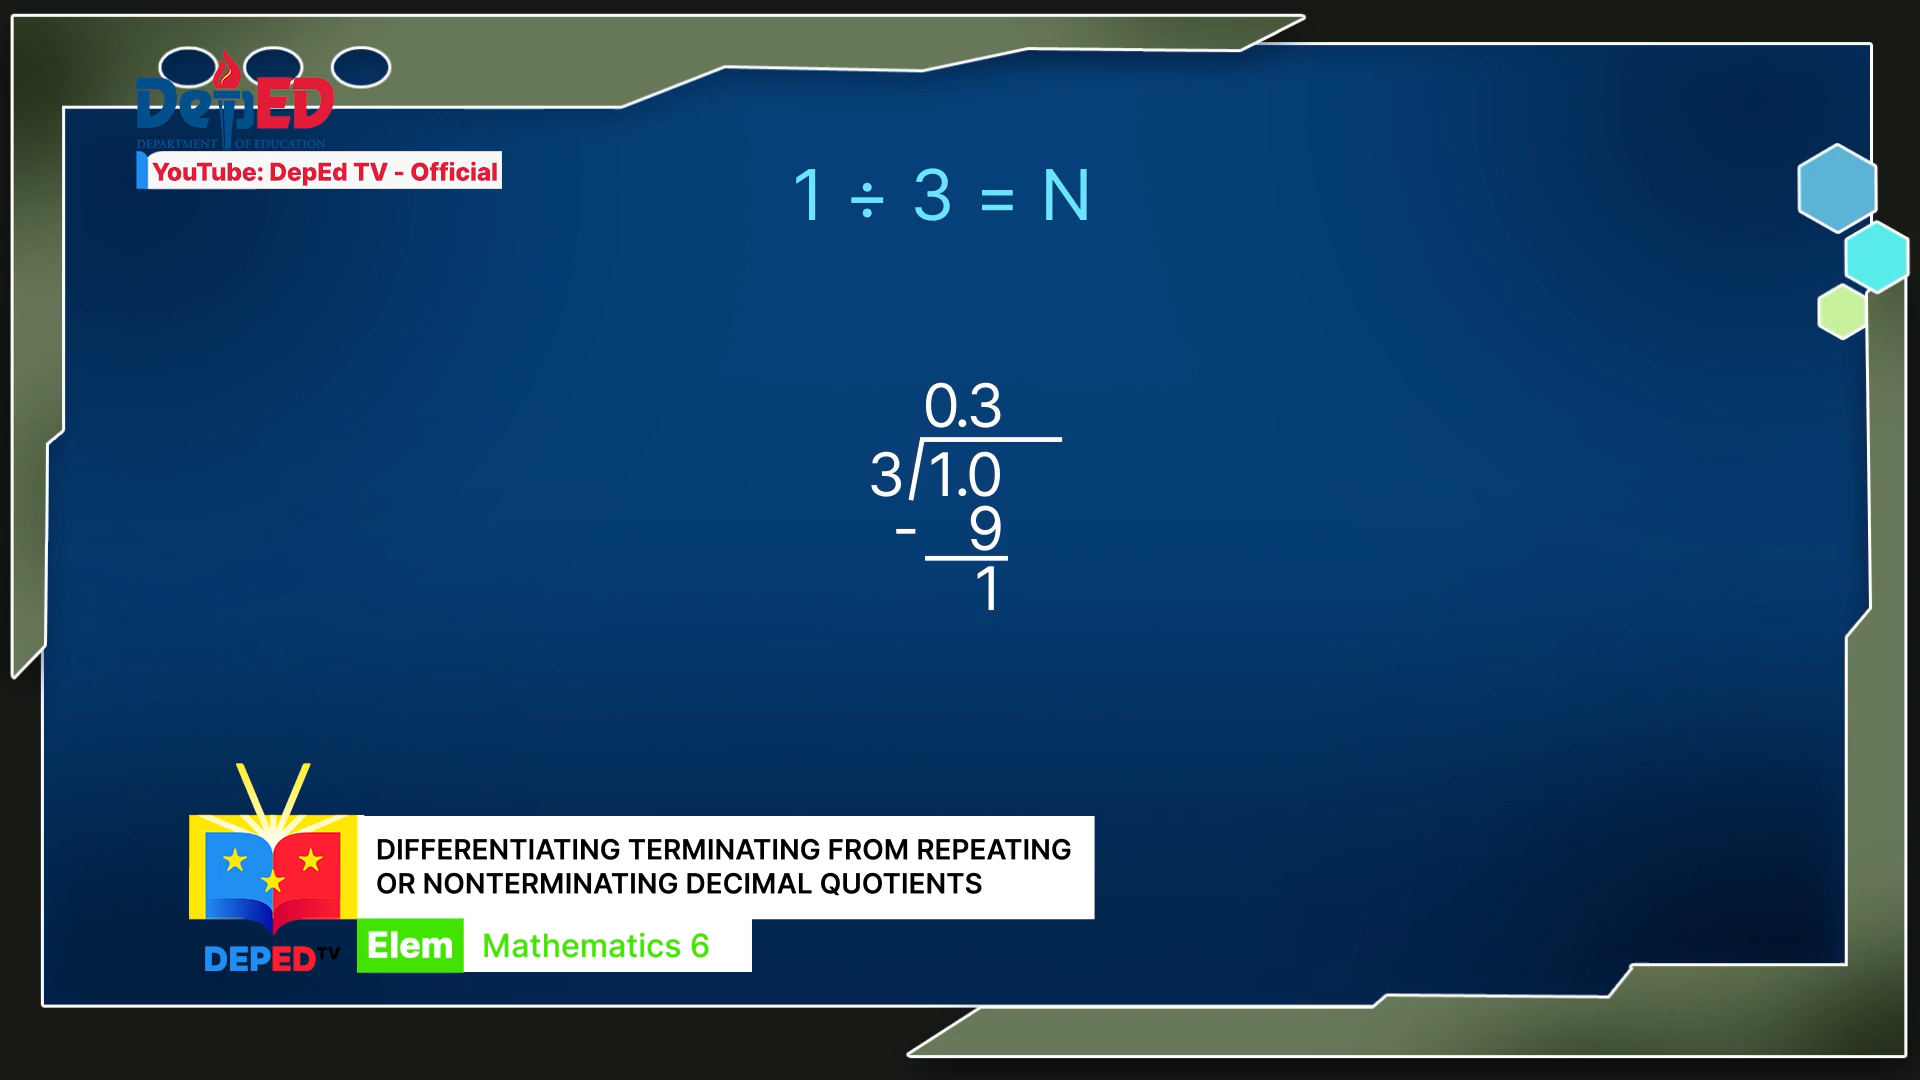 DepED
DEPARTMENT OF EDUCATION
YouTube: DepEd TV - Official
1 ÷ 3 = N
0.3
3/1.0
- 9
1
DIFFERENTIATING TERMINATING FROM REPEATING
OR NONTERMINATING DECIMAL QUOTIENTS
DEPED TV
Elem Mathematics 6